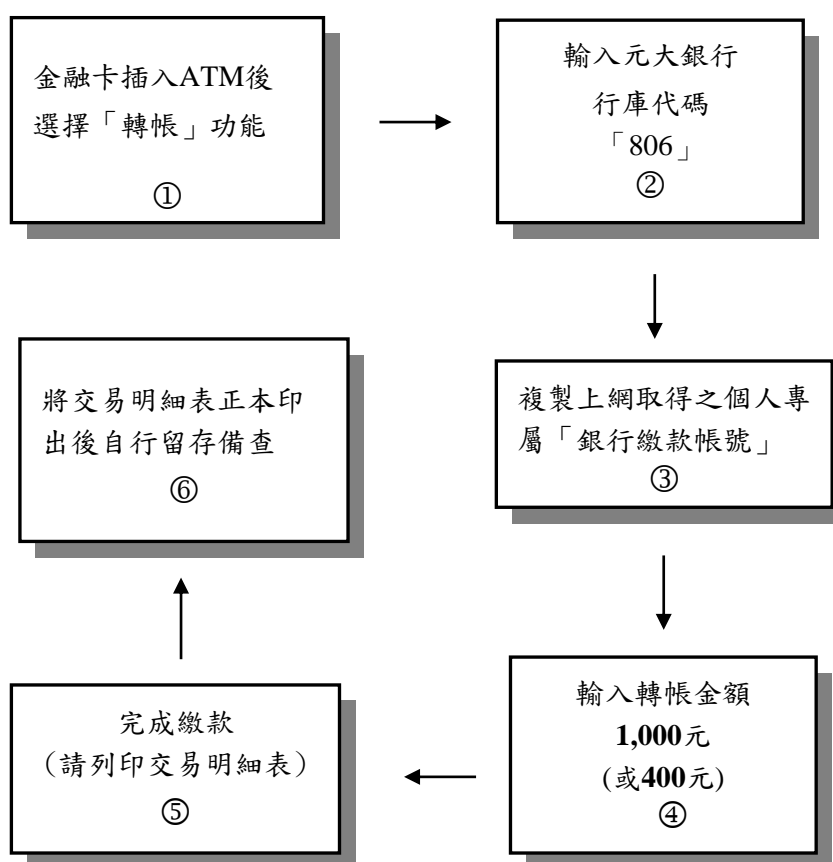 金融卡插入ATM後
選擇「轉帳」功能
①
輸入元大銀行
行庫代碼
「806」
②
複製上網取得之個人專
屬「銀行繳款帳號」
③
輸入轉帳金額
1,000元
(或400元)
④
完成繳款
（請列印交易明細表）
⑤
將交易明細表正本印
出後自行留存備查
⑥